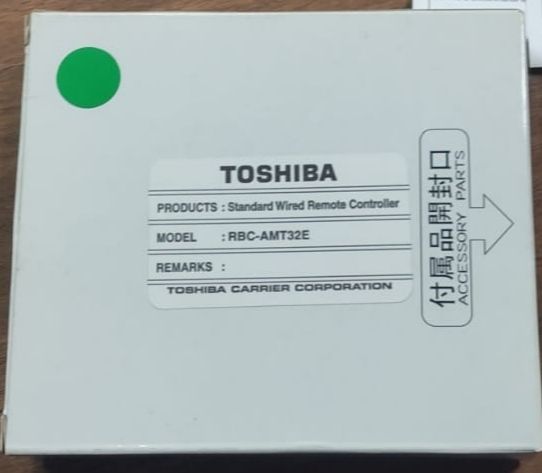 TOSHIBA
PRODUCTS : Standard Wired Remote Controller
MODEL : RBC-AMT32E
REMARKS :
TOSHIBA CARRIER CORPORATION
付属品開封口
ACCESSORY PARTS